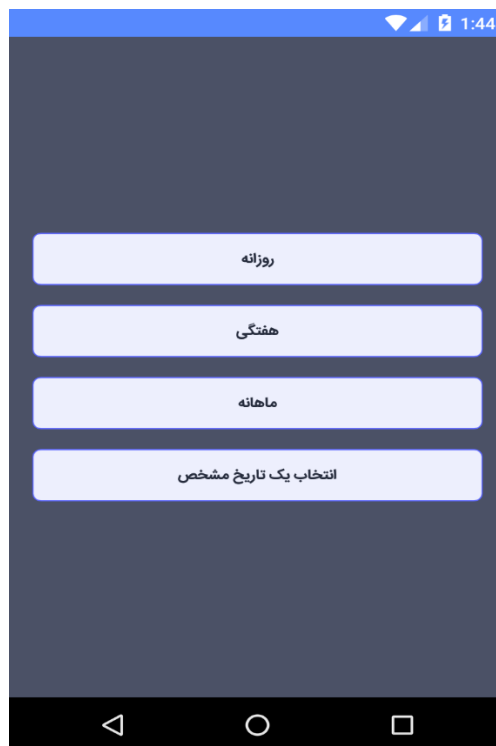 1:44
روزانه
هفتگی
ماهانه
انتخاب یک تاریخ مشخص